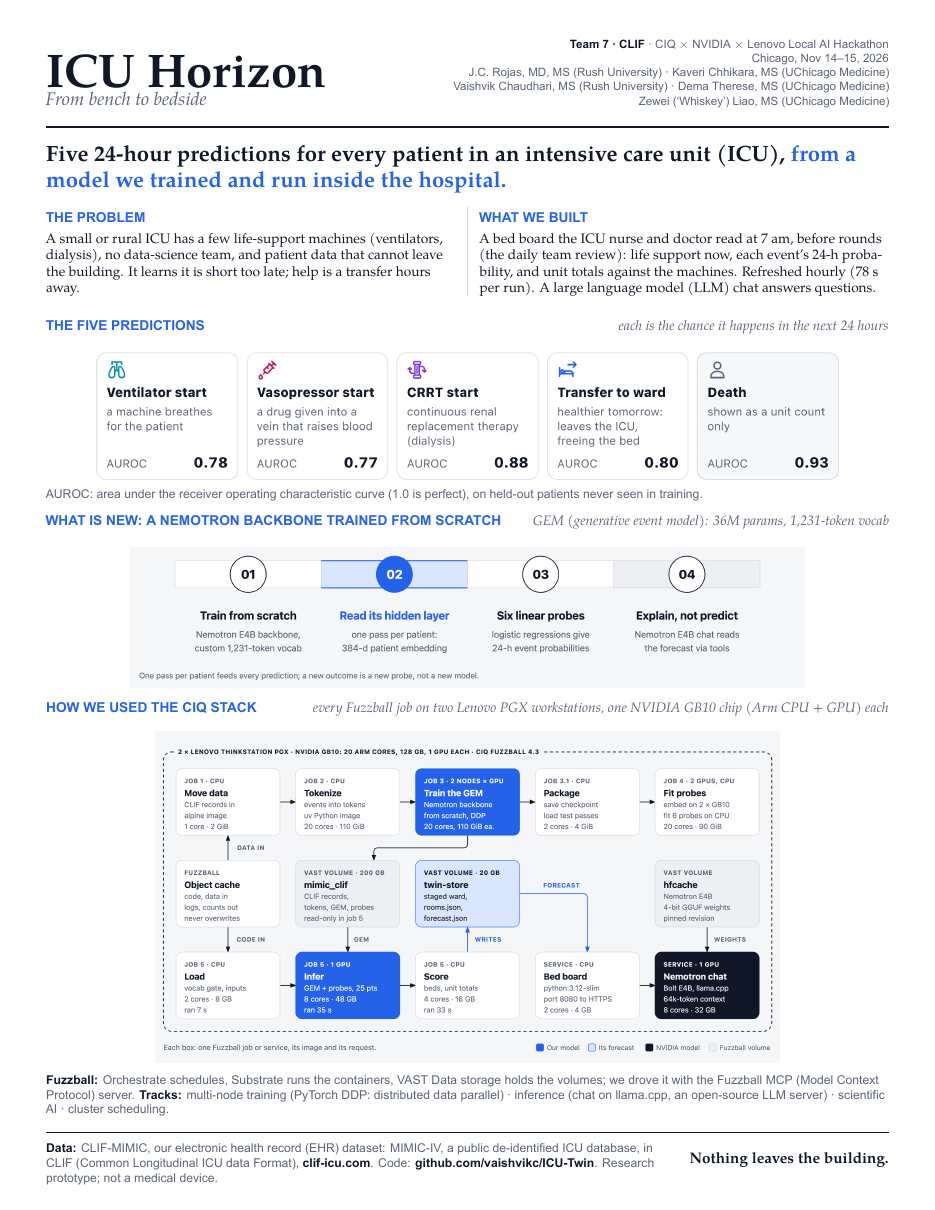 ICU Horizon
From bench to bedside
Team 7 · CLIF · CIQ × NVIDIA × Lenovo Local AI Hackathon
Chicago, Nov 14–15, 2026
J.C. Rojas, MD, MS (Rush University) · Kaveri Chhikara, MS (UChicago Medicine)
Vaishvik Chaudhari, MS (UChicago Medicine) · Dema Therese, MS (UChicago Medicine)
Zewei (‘Whiskey’) Liao, MS (UChicago Medicine)
Five 24-hour predictions for every patient in an intensive care unit (ICU), from a
model we trained and run inside the hospital.
THE PROBLEM
A small or rural ICU has a few life-support machines (ventilators,
dialysis), no data-science team, and patient data that cannot leave
the building. It learns it is short too late; help is a transfer hours
away.
WHAT WE BUILT
A bed board the ICU nurse and doctor read at 7 am, before rounds
(the daily team review): life support now, each event’s 24-h proba-
bility, and unit totals against the machines. Refreshed hourly (78 s
per run). A large language model (LLM) chat answers questions.
THE FIVE PREDICTIONS
each is the chance it happens in the next 24 hours
Ventilator start
a machine breathes
for the patient
AUROC 0.78
Vasopressor start
a drug given into a
vein that raises blood
pressure
AUROC 0.77
CRRT start
continuous renal
replacement therapy
(dialysis)
AUROC 0.88
Transfer to ward
healthier tomorrow:
leaves the ICU,
freeing the bed
AUROC 0.80
Death
shown as a unit count
only
AUROC 0.93
AUROC: area under the receiver operating characteristic curve (1.0 is perfect), on held-out patients never seen in training.
WHAT IS NEW: A NEMOTRON BACKBONE TRAINED FROM SCRATCH
GEM (generative event model): 36M params, 1,231-token vocab
01
Train from scratch
Nemotron E4B backbone,
custom 1,231-token vocab
02
Read its hidden layer
one pass per patient:
384-d patient embedding
03
Six linear probes
logistic regressions give
24-h event probabilities
04
Explain, not predict
Nemotron E4B chat reads
the forecast via tools
One pass per patient feeds every prediction; a new outcome is a new probe, not a new model.
HOW WE USED THE CIQ STACK
every Fuzzball job on two Lenovo PGX workstations, one NVIDIA GB10 chip (Arm CPU + GPU) each
2 × LENOVO THINKSTATION PGX · NVIDIA GB10: 20 ARM CORES, 128 GB, 1 GPU EACH · CIQ FUZZBALL 4.3
JOB 1 · CPU
Move data
CLIF records in
alpine image
1 core · 2 GiB
JOB 2 · CPU
Tokenize
events into tokens
uv Python image
20 cores · 110 GiB
JOB 3 · 2 NODES × GPU
Train the GEM
Nemotron backbone
from scratch, DDP
20 cores, 110 GiB ea.
JOB 3.1 · CPU
Package
save checkpoint
load test passes
2 cores · 4 GiB
JOB 4 · 2 GPUS, CPU
Fit probes
embed on 2 × GB10
fit 6 probes on CPU
20 cores · 90 GiB
DATA IN
FUZZBALL
Object cache
code, data in
logs, counts out
never overwrites
VAST VOLUME · 200 GB
mimic_clif
CLIF records,
tokens, GEM, probes
read-only in job 5
VAST VOLUME · 20 GB
twin-store
staged ward,
rooms.json,
forecast.json
FORECAST
VAST VOLUME
hfcache
Nemotron E4B
4-bit GGUF weights
pinned revision
CODE IN
GEM
WRITES
WEIGHTS
JOB 5 · CPU
Load
vocab gate, inputs
2 cores · 8 GB
ran 7 s
JOB 5 · 1 GPU
Infer
GEM + probes, 25 pts
8 cores · 48 GB
ran 35 s
JOB 5 · CPU
Score
beds, unit totals
4 cores · 16 GB
ran 33 s
SERVICE · CPU
Bed board
python:3.12-slim
port 8080 to HTTPS
2 cores · 4 GB
SERVICE · 1 GPU
Nemotron chat
Bolt E4B, llama.cpp
64k-token context
8 cores · 32 GB
Each box: one Fuzzball job or service, its image and its request.
Our model
Its forecast
NVIDIA model
Fuzzball volume
Fuzzball: Orchestrate schedules, Substrate runs the containers, VAST Data storage holds the volumes; we drove it with the Fuzzball MCP (Model Context
Protocol) server. Tracks: multi-node training (PyTorch DDP: distributed data parallel) · inference (chat on llama.cpp, an open-source LLM server) · scientific
AI · cluster scheduling.
Data: CLIF-MIMIC, our electronic health record (EHR) dataset: MIMIC-IV, a public de-identified ICU database, in
CLIF (Common Longitudinal ICU data Format), clif-icu.com. Code: github.com/vaishvikc/ICU-Twin. Research
prototype; not a medical device.
Nothing leaves the building.